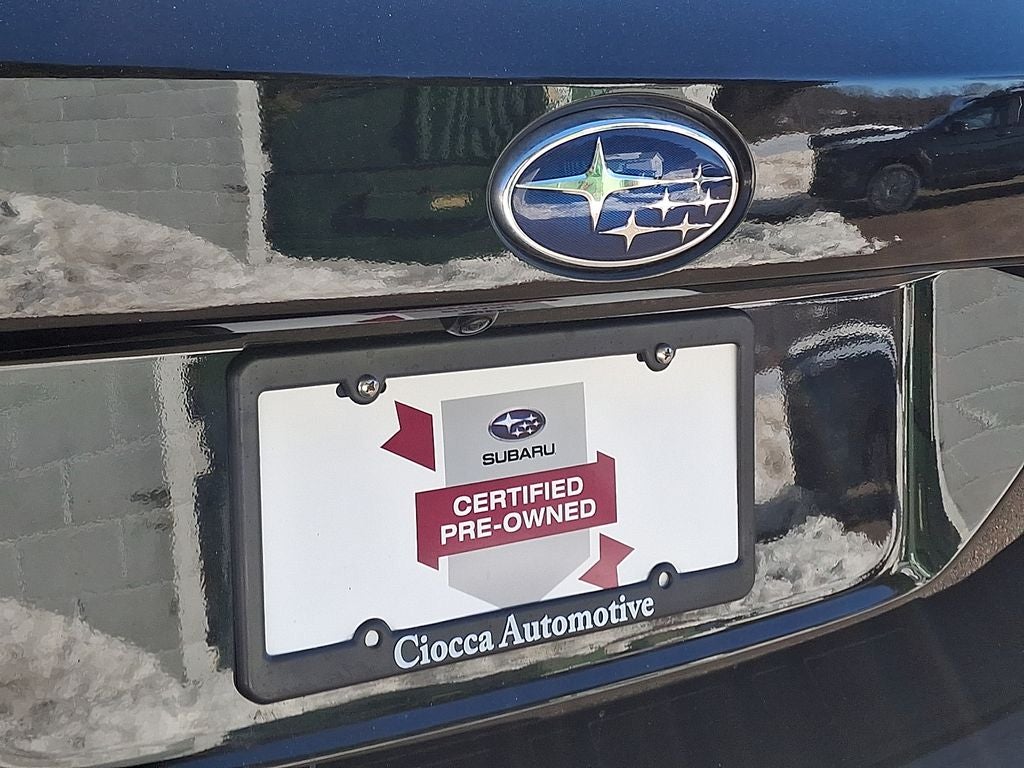 SUBARU
CERTIFIED
PRE-OWNED
Ciocca Automotive